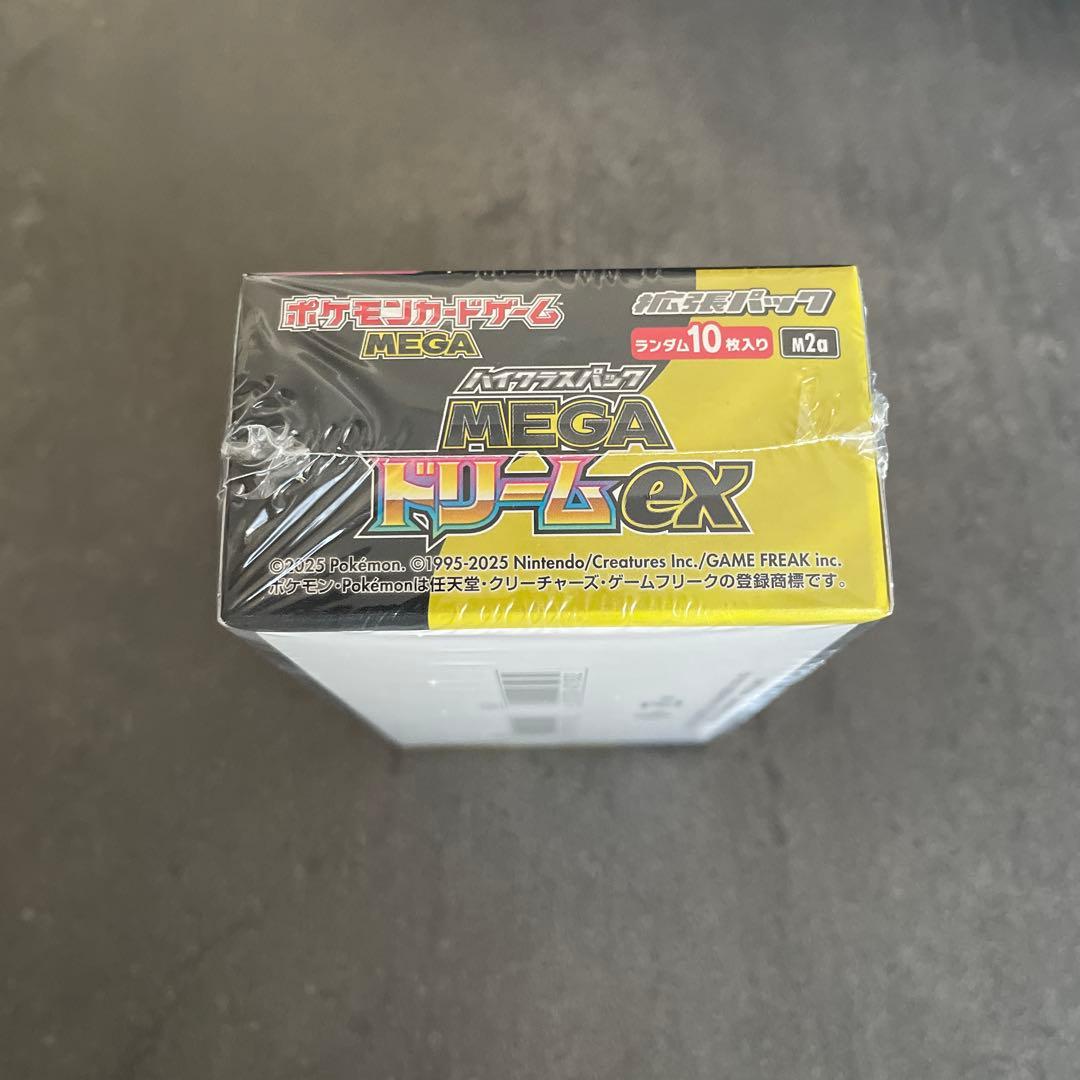 ポケモンカードゲーム
MEGA
拡張パック
ランダム10枚入り
M2a
ハイクラスパック
MEGA
ドリームex
©2025 Pokémon. ©1995-2025 Nintendo/Creatures Inc./GAME FREAK inc.
ポケモン・Pokémonは任天堂・クリーチャーズ・ゲームフリークの登録商標です。